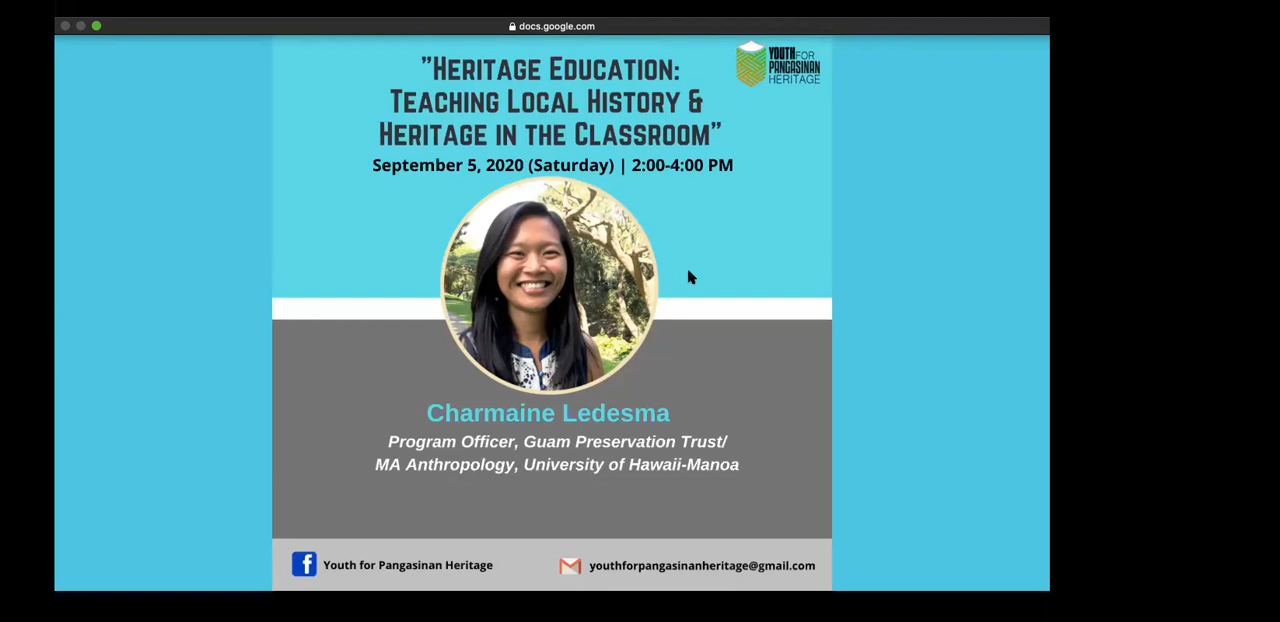 docs.google.com
"HERITAGE EDUCATION:
TEACHING LOCAL HISTORY &
HERITAGE IN THE CLASSROOM"
YOUTH FOR
PANGASINAN
HERITAGE
September 5, 2020 (Saturday) | 2:00-4:00 PM
Charmaine Ledesma
Program Officer, Guam Preservation Trust/
MA Anthropology, University of Hawaii-Manoa
Youth for Pangasinan Heritage
youthforpangasinanheritage@gmail.com